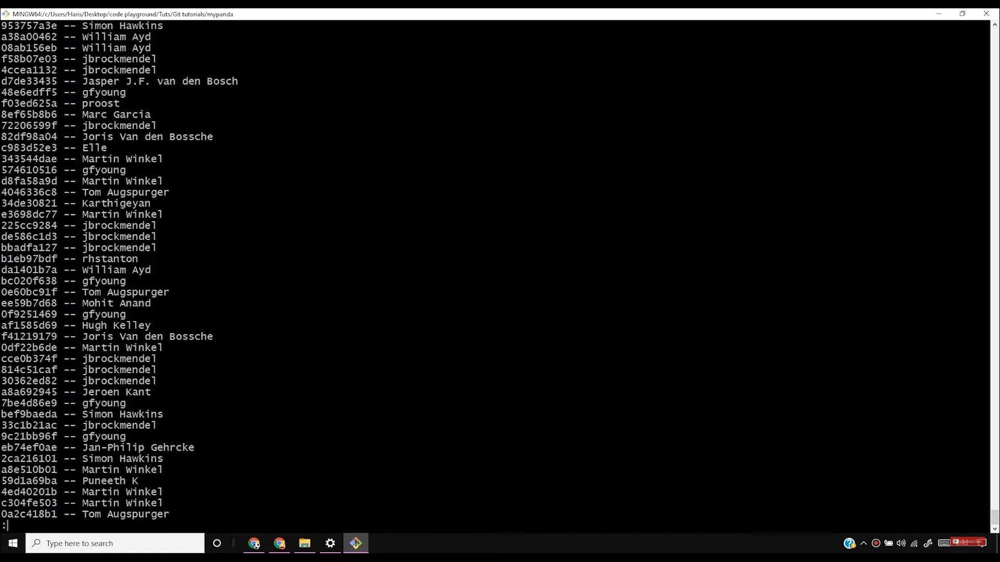 MINGW64:/c/Users/Haris/Desktop/code playground/Tuts/Git tutorials/mypanda
953757a3e -- Simon Hawkins
a38a00462 -- William Ayd
08ab156eb -- William Ayd
f58b07e03 -- jbrockmendel
4ccea1132 -- jbrockmendel
d7de33435 -- Jasper J.F. van den Bosch
48e6edff5 -- gfyoung
f03ed625a -- proost
8ef65b8b6 -- Marc Garcia
72206599f -- jbrockmendel
82df98a04 -- Joris Van den Bossche
c983d52e3 -- Elle
343544dae -- Martin Winkel
574610516 -- gfyoung
d8fa58a9d -- Martin Winkel
4046336c8 -- Tom Augspurger
34de30821 -- Karthigeyan
e3698dc77 -- Martin Winkel
225cc9284 -- jbrockmendel
de586c1d3 -- jbrockmendel
bbadfa127 -- jbrockmendel
b1eb97bdf -- rhstanton
da1401b7a -- William Ayd
bc020f638 -- gfyoung
0e60bc91f -- Tom Augspurger
ee59b7d68 -- Mohit Anand
0f9251469 -- gfyoung
af1585d69 -- Hugh Kelley
f41219179 -- Joris Van den Bossche
0df22b6de -- Martin Winkel
cce0b374f -- jbrockmendel
814c51caf -- jbrockmendel
30362ed82 -- jbrockmendel
a8a692945 -- Jeroen Kant
7be4d86e9 -- gfyoung
bef9baeda -- Simon Hawkins
33c1b21ac -- jbrockmendel
9c21bb96f -- gfyoung
eb74ef0ae -- Jan-Philip Gehrcke
2ca216101 -- Simon Hawkins
a8e510b01 -- Martin Winkel
59d1a69ba -- Puneeth K
4ed40201b -- Martin Winkel
c304fe503 -- Martin Winkel
0a2c418b1 -- Tom Augspurger
:
Type here to search
Subscribe